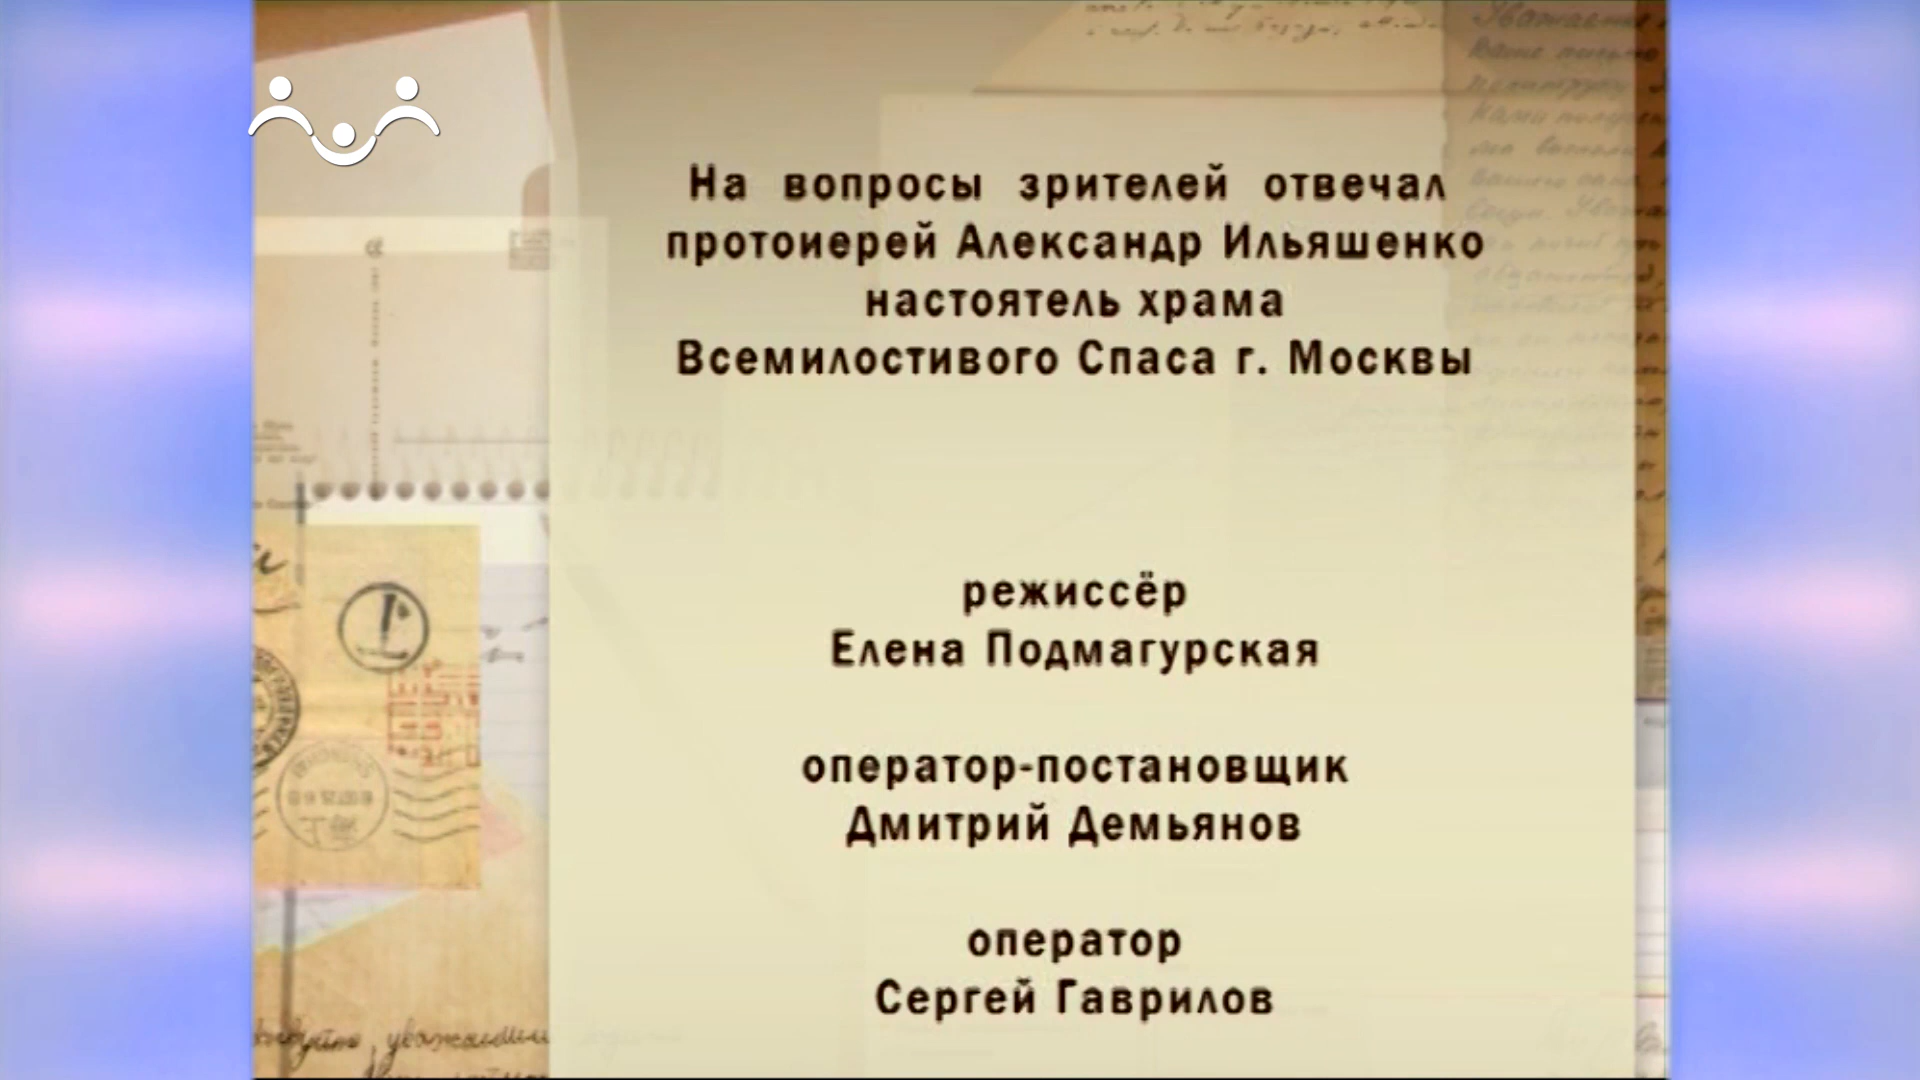 На вопросы зрителей отвечал
протоиерей Александр Ильяшенко
настоятель храма
Всемилостивого Спаса г. Москвы
режиссёр
Елена Подмагурская
оператор-постановщик
Дмитрий Демьянов
оператор
Сергей Гаврилов